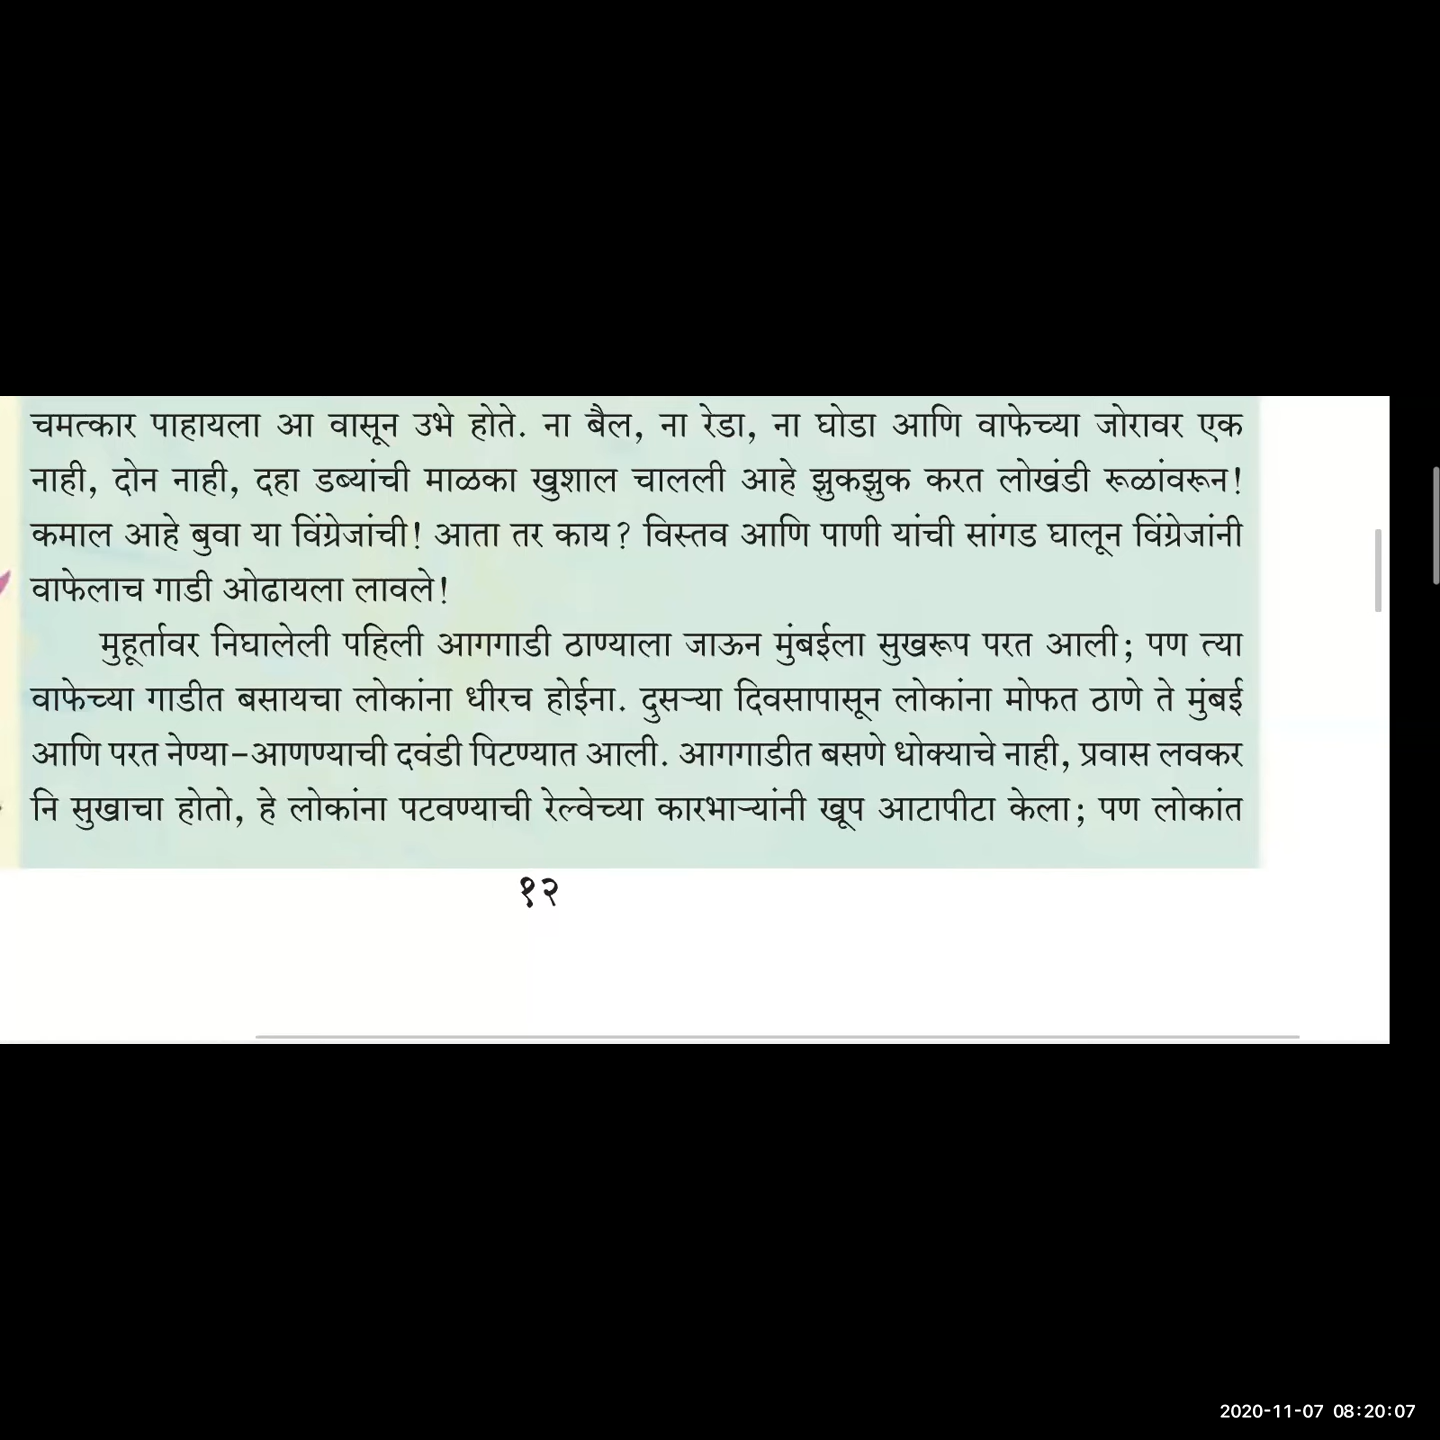 चमत्कार पाहायला आ वासून उभे होते. ना बैल, ना रेडा, ना घोडा आणि वाफेच्या जोरावर एक
नाही, दोन नाही, दहा डब्यांची माळका खुशाल चालली आहे झुकझुक करत लोखंडी रूळांवरून!
कमाल आहे बुवा या विंग्रेजांची! आता तर काय? विस्तव आणि पाणी यांची सांगड घालून विंग्रेजांनी
वाफेलाच गाडी ओढायला लावले!
मुहूर्तावर निघालेली पहिली आगगाडी ठाण्याला जाऊन मुंबईला सुखरूप परत आली; पण त्या
वाफेच्या गाडीत बसायचा लोकांना धीरच होईना. दुसऱ्या दिवसापासून लोकांना मोफत ठाणे ते मुंबई
आणि परत नेण्या-आणण्याची दवंडी पिटण्यात आली. आगगाडीत बसणे धोक्याचे नाही, प्रवास लवकर
नि सुखाचा होतो, हे लोकांना पटवण्याची रेल्वेच्या कारभाऱ्यांनी खूप आटापीटा केला; पण लोकांत
१२
2020-11-07 08:20:07